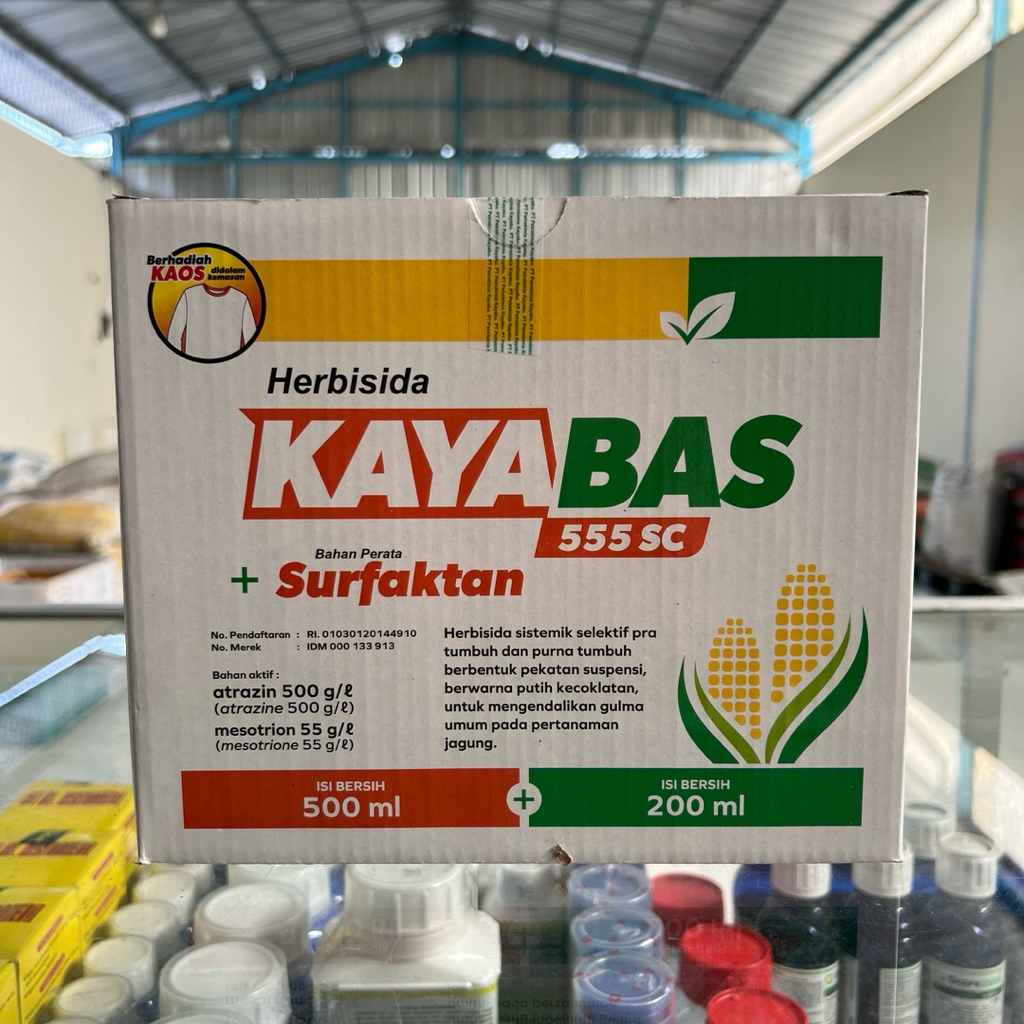 Berhadiah
KAOS didalam
kemasan
Herbisida
KAYABAS
555 SC
Bahan Perata
+ Surfaktan
No. Pendaftaran : RI. 01030120144910
No. Merek : IDM 000 133 913
Bahan aktif :
atrazin 500 g/ℓ
(atrazine 500 g/ℓ)
mesotrion 55 g/ℓ
(mesotrione 55 g/ℓ)
Herbisida sistemik selektif pra
tumbuh dan purna tumbuh
berbentuk pekatan suspensi,
berwarna putih kecoklatan,
untuk mengendalikan gulma
umum pada pertanaman
jagung.
ISI BERSIH
500 ml
+
ISI BERSIH
200 ml